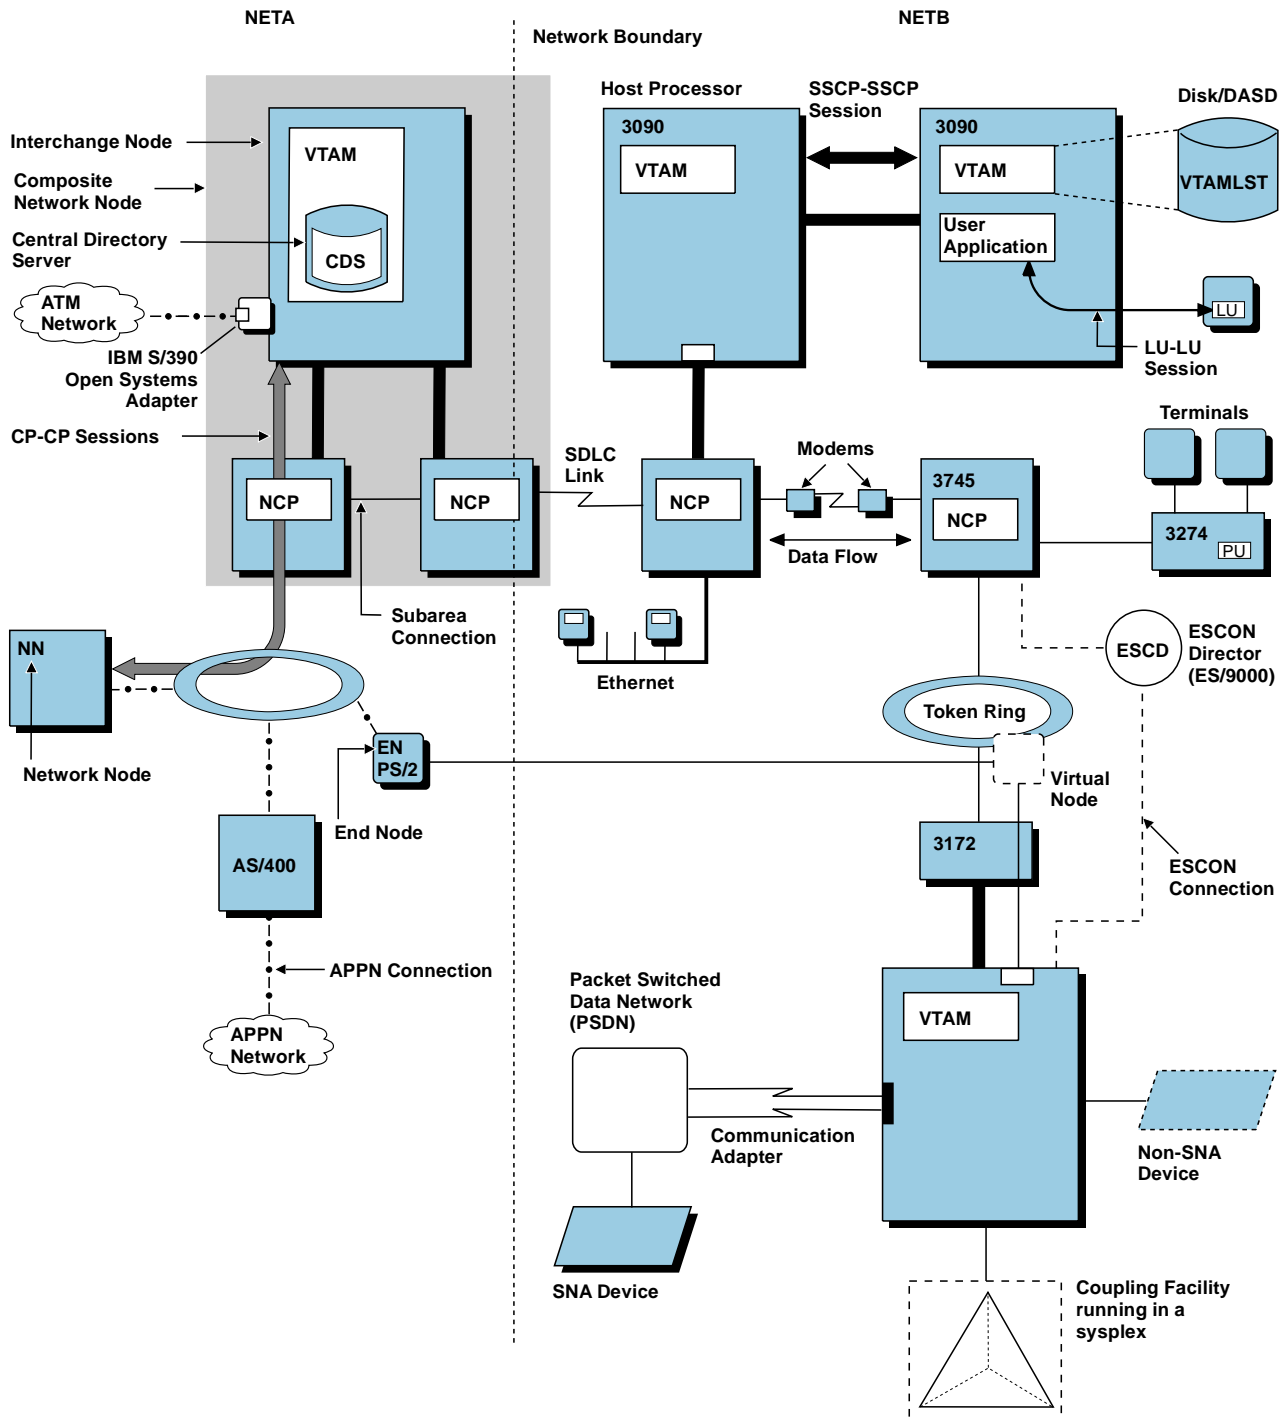 NETA
NETB
Network Boundary
Host Processor
SSCP-SSCP
Session
Disk/DASD
Interchange Node
Composite
Network Node
Central Directory
Server
VTAM
CDS
ATM
Network
IBM S/390
Open Systems
Adapter
CP-CP Sessions
NCP
NCP
3090
VTAM
3090
VTAM
User
Application
VTAMLST
LU
LU-LU
Session
SDLC
Link
NCP
Modems
Data Flow
3745
NCP
Terminals
3274
PU
Subarea
Connection
Ethernet
ESCD
ESCON
Director
(ES/9000)
NN
Network Node
Token Ring
EN
PS/2
End Node
Virtual
Node
AS/400
3172
ESCON
Connection
APPN Connection
APPN
Network
Packet Switched
Data Network
(PSDN)
VTAM
Communication
Adapter
Non-SNA
Device
SNA Device
Coupling Facility
running in a
sysplex